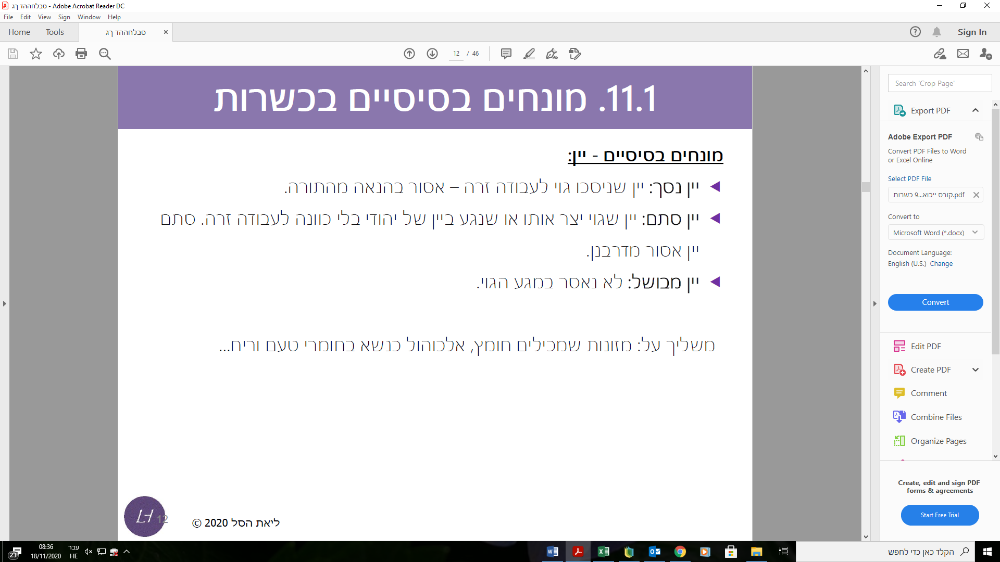 סבלחההד ךג - Adobe Acrobat Reader DC
File Edit View Sign Window Help
Home Tools סבלחההד ךג
Sign In
12 / 46
11.1. מונחים בסיסיים בכשרות
מונחים בסיסיים - יין:
יין נסך: יין שניסכו גוי לעבודה זרה – אסור בהנאה מהתורה.
יין סתם: יין שגוי יצר אותו או שנגע ביין של יהודי בלי כוונה לעבודה זרה. סתם
יין אסור מדרבנן.
יין מבושל: לא נאסר במגע הגוי.
משליך על: מזונות שמכילים חומץ, אלכוהול כנשא בחומרי טעם וריח...
LH 12
ליאת הסל 2020 ©
Search 'Crop Page'
Export PDF
Adobe Export PDF
Convert PDF Files to Word
or Excel Online
Select PDF File
קורס ייבוא...9 כשרות.pdf
Convert to
Microsoft Word (*.docx)
Document Language:
English (U.S.) Change
Convert
Edit PDF
Create PDF
Comment
Combine Files
Organize Pages
Create, edit and sign PDF
forms & agreements
Start Free Trial
23
08:36
18/11/2020
עבר
HE
הקלד כאן כדי לחפש